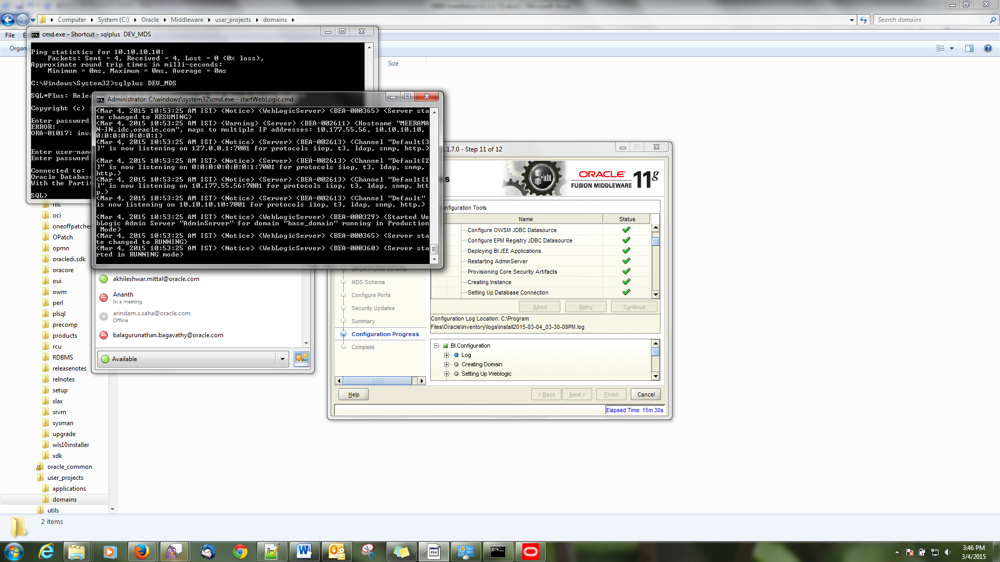 Computer
System (C:)
Oracle
Middleware
user_projects
domains
Search domains
File
Organ
Size
cmd.exe - Shortcut - sqlplus  DEV_MDS
Ping statistics for 10.10.10.10:
Packets: Sent = 4, Received = 4, Lost = 0 (0% loss),
Approximate round trip times in milli-seconds:
Minimum = 0ms, Maximum = 0ms, Average = 0ms
C:\Windows\System32>sqlplus DEV_MDS
SQL*Plus: Relea
Copyright (c) 1
Enter password:
ERROR:
ORA-01017: inva
Enter user-name
Enter password:
Connected to:
Oracle Database
With the Partit
SQL>
Administrator: C:\windows\system32\cmd.exe - startWebLogic.cmd
<Mar 4, 2015 10:53:25 AM IST> <Notice> <WebLogicServer> <BEA-000365> <Server sta
te changed to RESUMING>
<Mar 4, 2015 10:53:25 AM IST> <Warning> <Server> <BEA-002611> <Hostname "MEERAMA
N-IN.idc.oracle.com", maps to multiple IP addresses: 10.177.55.56, 10.10.10.10,
0:0:0:0:0:0:0:1>
<Mar 4, 2015 10:53:25 AM IST> <Notice> <Server> <BEA-002613> <Channel "Default[3
]" is now listening on 127.0.0.1:7001 for protocols iiop, t3, ldap, snmp, http.>
<Mar 4, 2015 10:53:25 AM IST> <Notice> <Server> <BEA-002613> <Channel "Default[2
]" is now listening on 0:0:0:0:0:0:0:1:7001 for protocols iiop, t3, ldap, snmp,
http.>
<Mar 4, 2015 10:53:25 AM IST> <Notice> <Server> <BEA-002613> <Channel "Default[1
]" is now listening on 10.177.55.56:7001 for protocols iiop, t3, ldap, snmp, htt
p.>
<Mar 4, 2015 10:53:25 AM IST> <Notice> <Server> <BEA-002613> <Channel "Default"
is now listening on 10.10.10.10:7001 for protocols iiop, t3, ldap, snmp, http.>
<Mar 4, 2015 10:53:25 AM IST> <Notice> <WebLogicServer> <BEA-000329> <Started We
bLogic Admin Server "AdminServer" for domain "base_domain" running in Production
Mode>
<Mar 4, 2015 10:53:25 AM IST> <Notice> <WebLogicServer> <BEA-000365> <Server sta
te changed to RUNNING>
<Mar 4, 2015 10:53:25 AM IST> <Notice> <WebLogicServer> <BEA-000360> <Server sta
rted in RUNNING mode>
nls
oci
oneoffpatches
OPatch
opmn
oracledi.sdk
oracore
oui
owm
perl
plsql
precomp
products
rcu
RDBMS
releasenotes
relnotes
setup
slax
srvm
sysman
upgrade
wls10installer
xdk
oracle_common
user_projects
applications
domains
utils
2 items
akhileshwar.mittal@oracle.com
Ananth
In a meeting
arindam.x.saha@oracle.com
Offline
balagurunathan.bagavathy@oracle.com
Available
.1.7.0 - Step 11 of 12
ORACLE
FUSION MIDDLEWARE 11g
onfiguration Tools
Name
Status
Configure OWSM JDBC Datasource
Configure EPM Registry JDBC Datasource
Deploying BI JEE Applications
Restarting AdminServer
Provisioning Core Security Artifacts
Creating Instance
Setting Up Database Connection
Abort
Retry
Continue
Configuration Log Location: C:\Program
Files\Oracle\Inventory\logs\install2015-03-04_03-30-09PM.log
BIPLATFORM Schema
MDS Schema
Configure Ports
Security Updates
Summary
Configuration Progress
Complete
BI Configuration
Log
Creating Domain
Setting Up Weblogic
Help
< Back
Next >
Finish
Cancel
Elapsed Time: 15m 30s
3:46 PM
3/4/2015